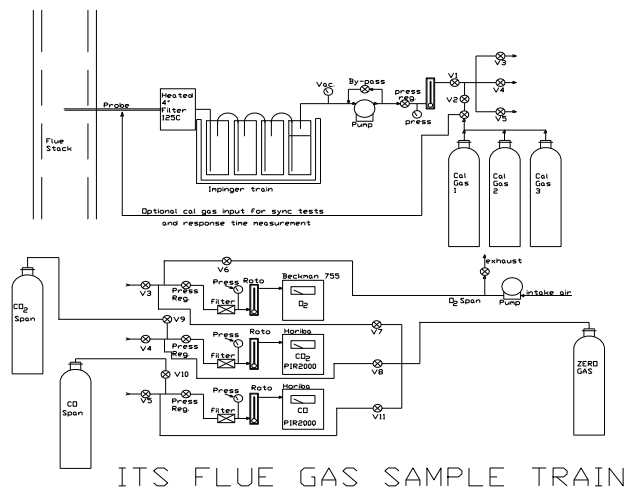 Heated
4"
Filter
125C
Probe
Flue
Stack
Impinger train
Vac.
By-pass
Pump
press
reg.
press
V1
V2
V3
V4
V5
Cal
Gas
1
Cal
Gas
2
Cal
Gas
3
Optional cal gas input for sync tests
and response time measurement
exhaust
O2 Span
Pump
intake air
V6
CO2
Span
V3
Press
Reg.
Press
filter
Roto
Beckman 755
O2
V9
V7
V4
Press
Reg.
Press
filter
Roto
Horiba
CO2
PIR2000
V8
ZERO
GAS
CO
Span
V10
V5
Press
Reg.
Press
filter
Roto
Horiba
CO
PIR2000
V11
ITS FLUE GAS SAMPLE TRAIN